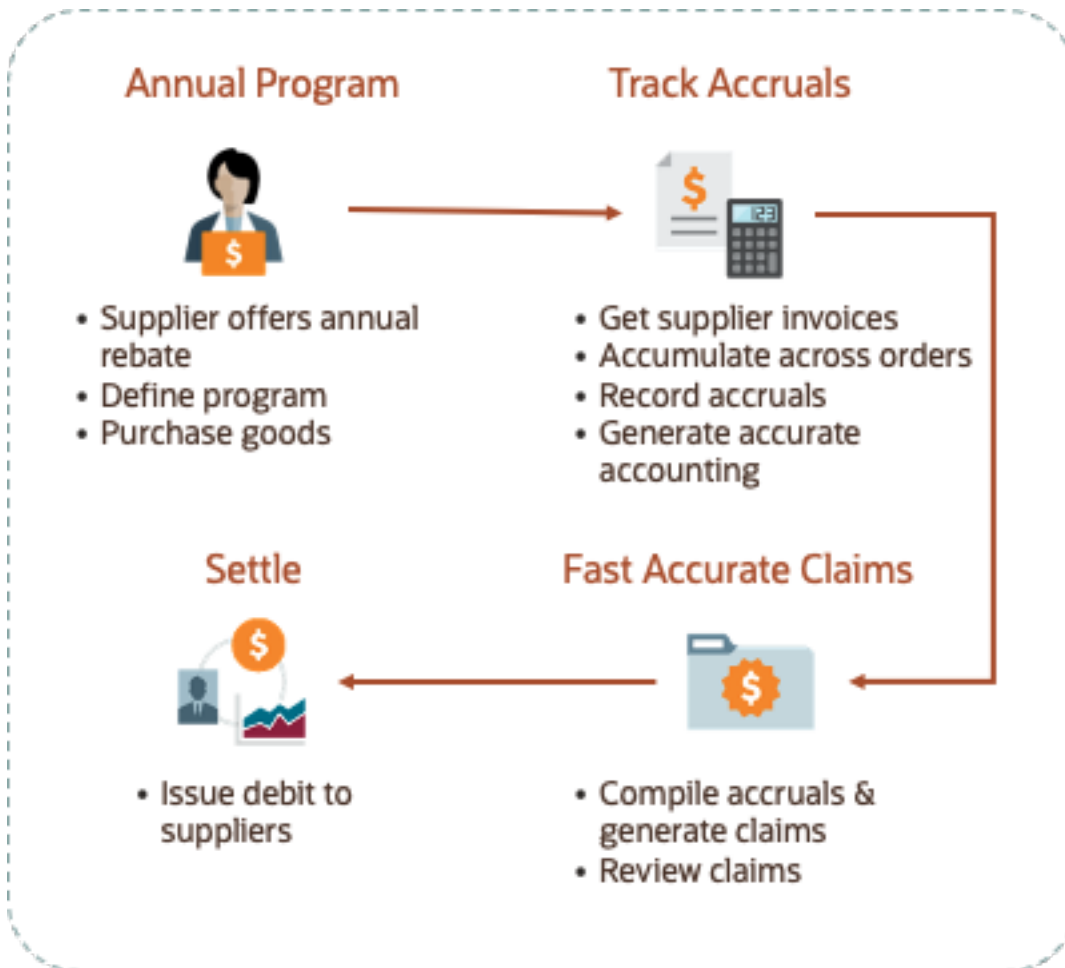 Annual Program
$
• Supplier offers annual
rebate
• Define program
• Purchase goods
Track Accruals
$
123
• Get supplier invoices
• Accumulate across orders
• Record accruals
• Generate accurate
accounting
Fast Accurate Claims
$
• Compile accruals &
generate claims
• Review claims
Settle
$
• Issue debit to
suppliers